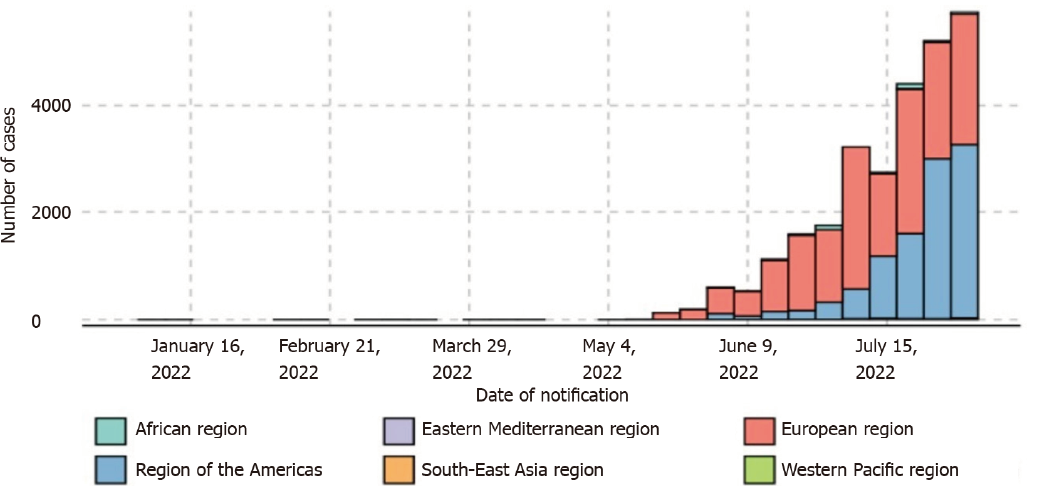 Number of cases
4000
2000
0
January 16,
2022
February 21,
2022
March 29,
2022
May 4,
2022
June 9,
2022
July 15,
2022
Date of notification
African region
Eastern Mediterranean region
European region
Region of the Americas
South-East Asia region
Western Pacific region